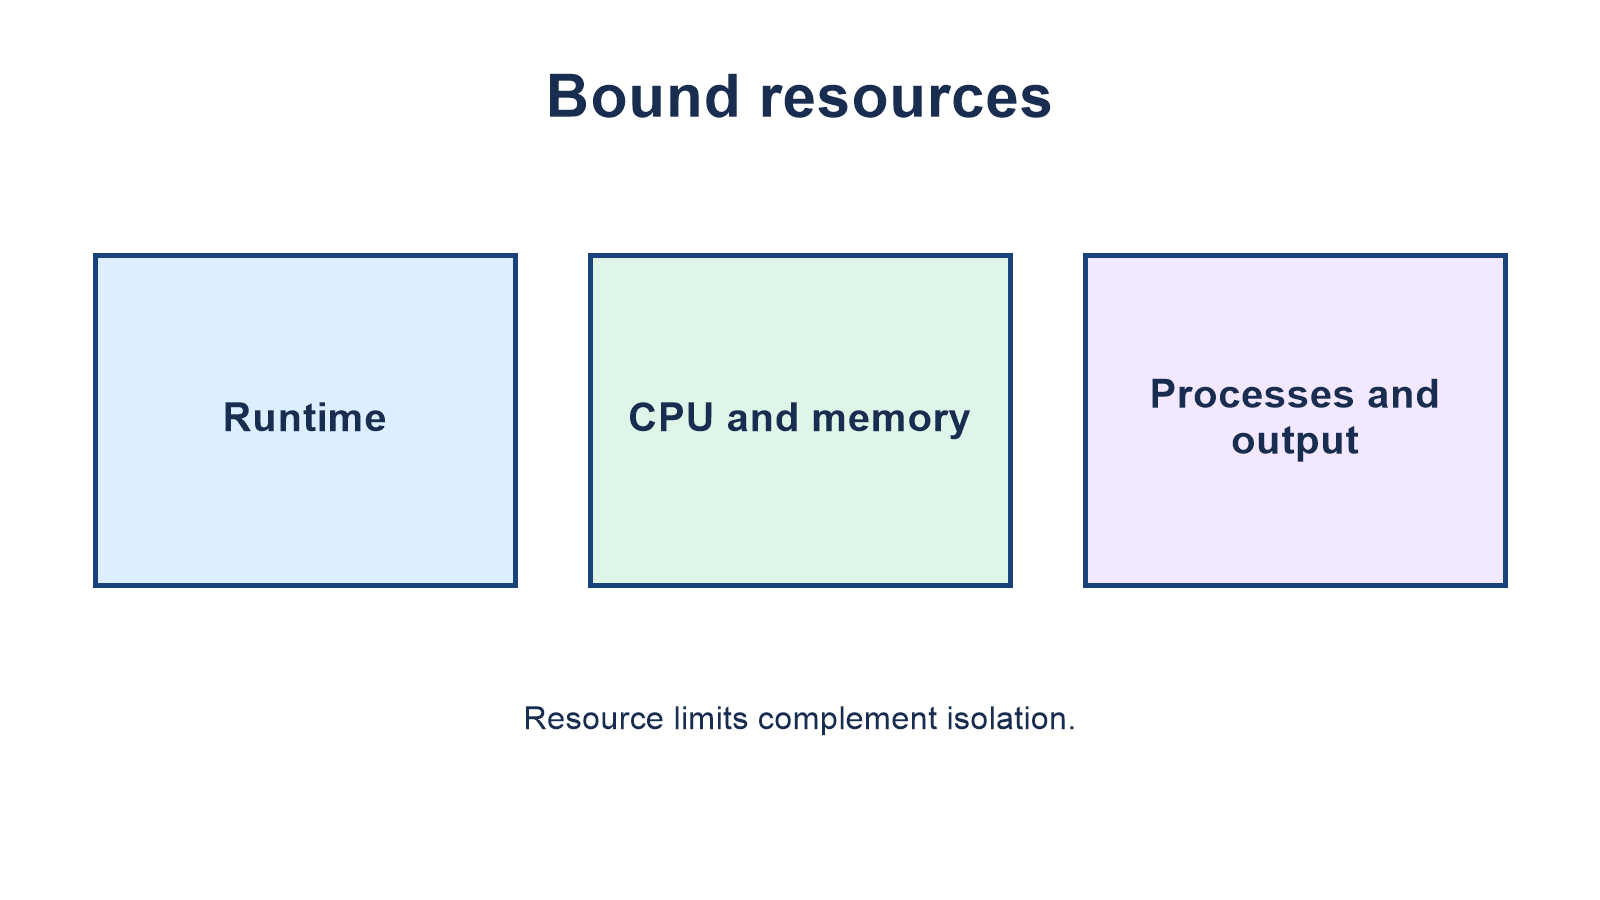 Bound resources
Runtime
CPU and memory
Processes and
output
Resource limits complement isolation.